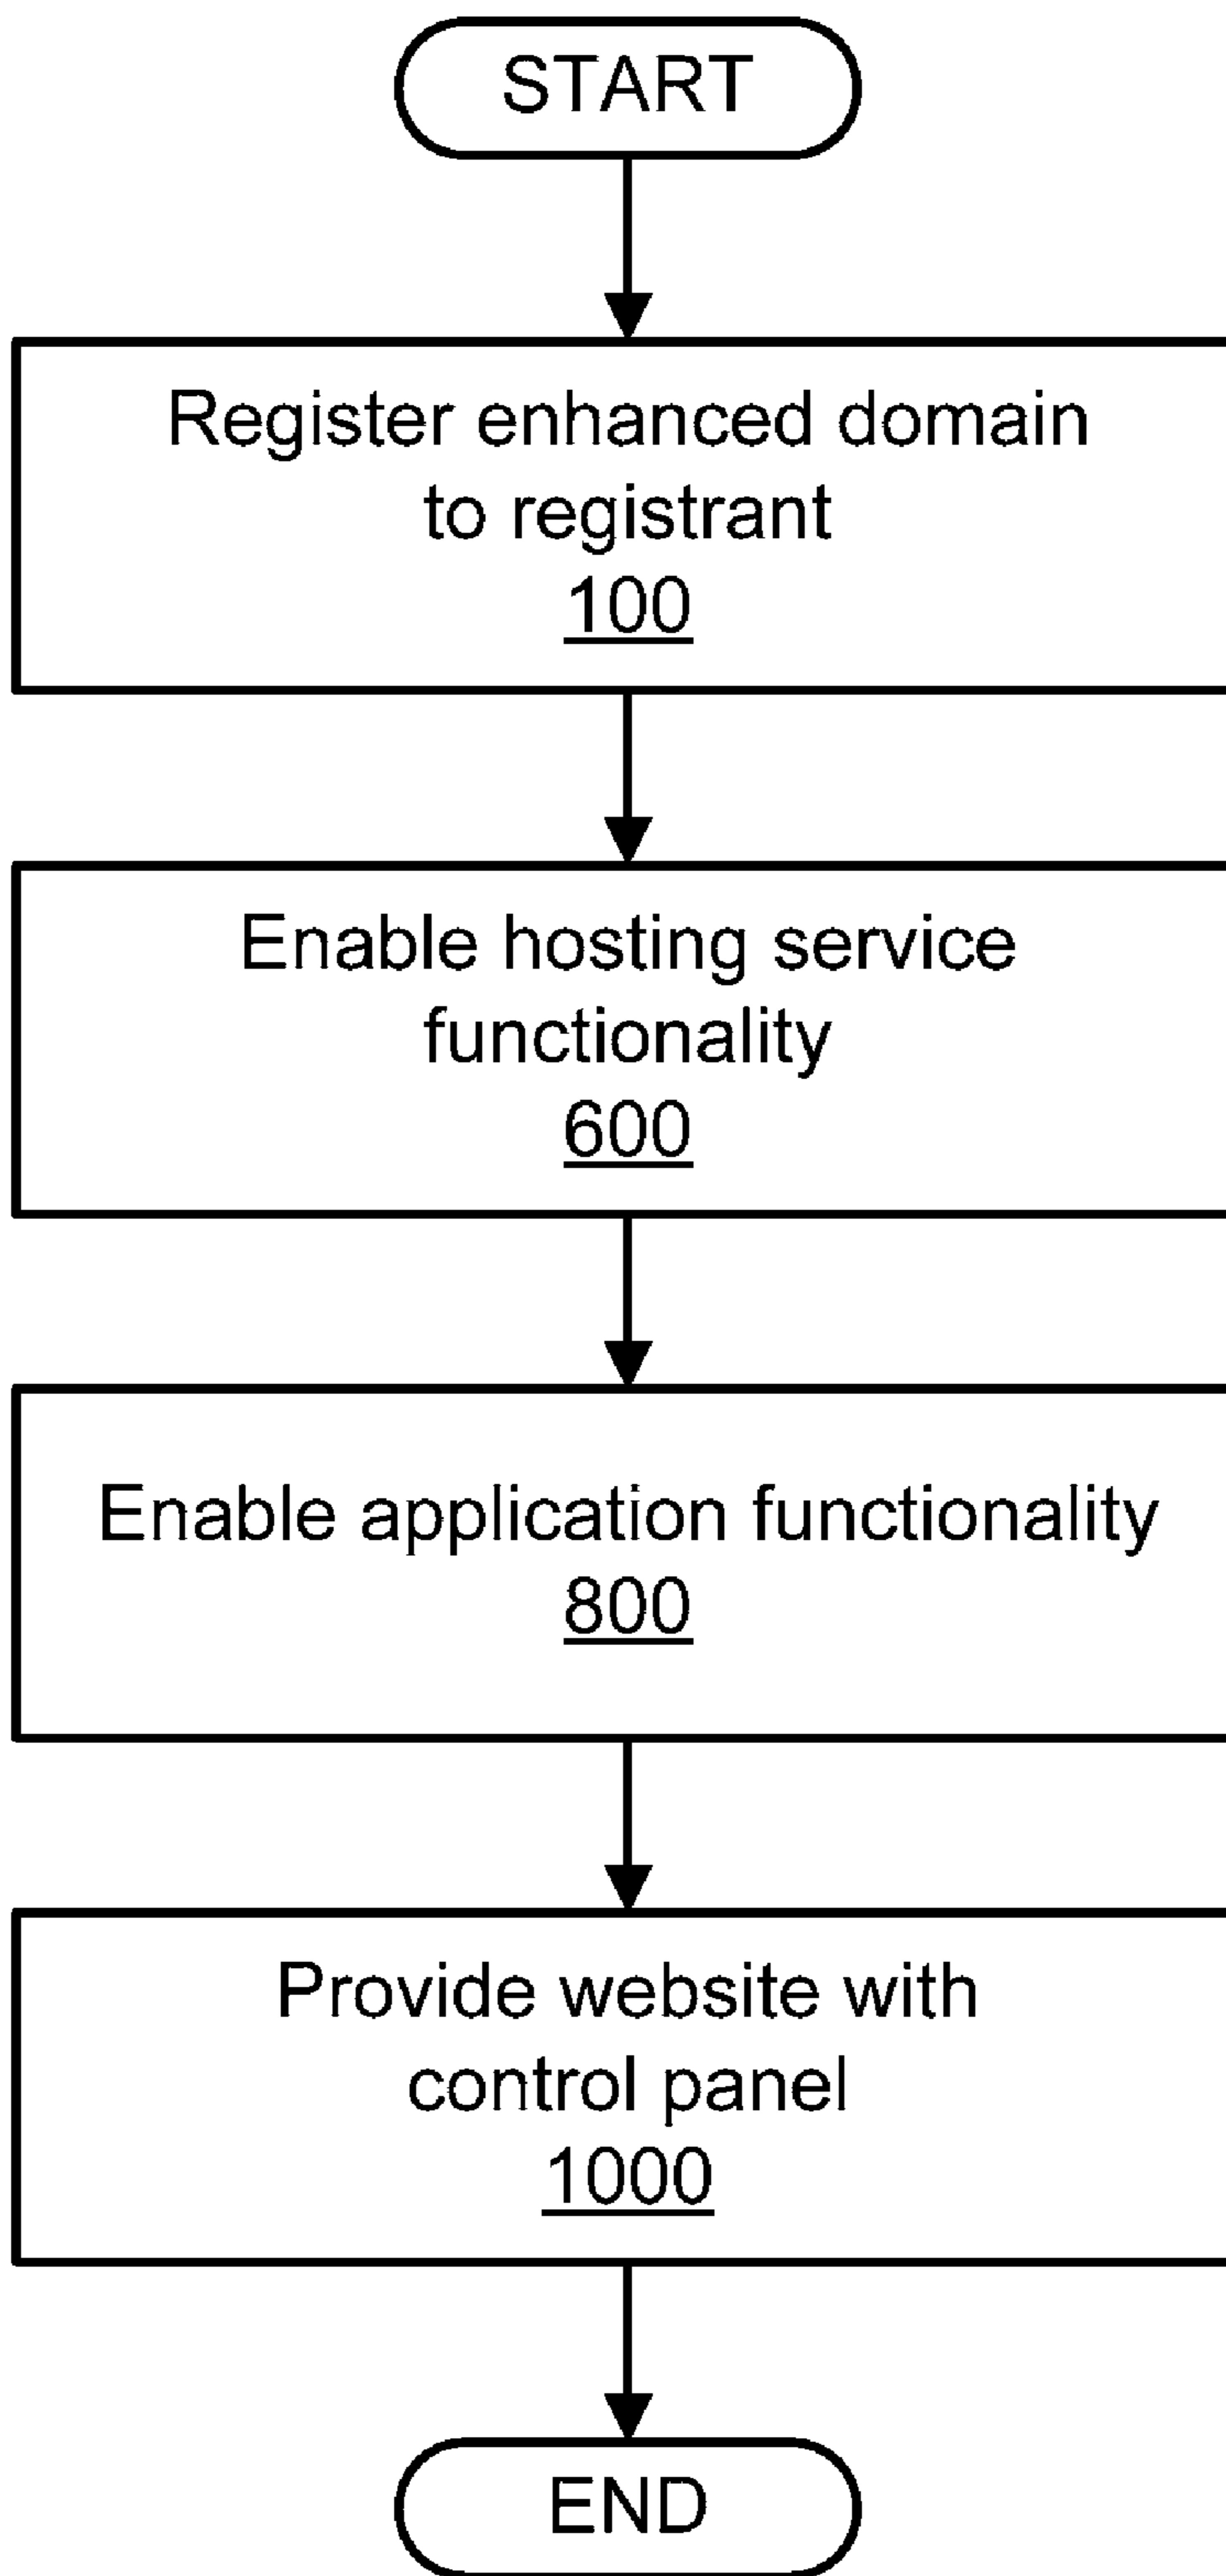 START
Register enhanced domain
to registrant
100
Enable hosting service
functionality
600
Enable application functionality
800
Provide website with
control panel
1000
END